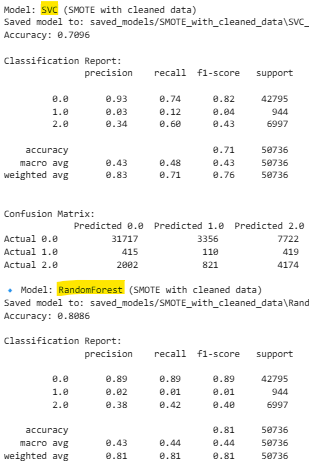 Model: SVC (SMOTE with cleaned data)
Saved model to: saved_models/SMOTE_with_cleaned_data\SVC_
Accuracy: 0.7096
Classification Report:
precision recall f1-score support
0.0 0.93 0.74 0.82 42795
1.0 0.03 0.12 0.04 944
2.0 0.34 0.60 0.43 6997
accuracy 0.71 50736
macro avg 0.43 0.48 0.43 50736
weighted avg 0.83 0.71 0.76 50736
Confusion Matrix:
Predicted 0.0 Predicted 1.0 Predicted 2.0
Actual 0.0 31717 3356 7722
Actual 1.0 415 110 419
Actual 2.0 2002 821 4174
Model: RandomForest (SMOTE with cleaned data)
Saved model to: saved_models/SMOTE_with_cleaned_data\Rand
Accuracy: 0.8086
Classification Report:
precision recall f1-score support
0.0 0.89 0.89 0.89 42795
1.0 0.02 0.01 0.01 944
2.0 0.38 0.42 0.40 6997
accuracy 0.81 50736
macro avg 0.43 0.44 0.44 50736
weighted avg 0.81 0.81 0.81 50736